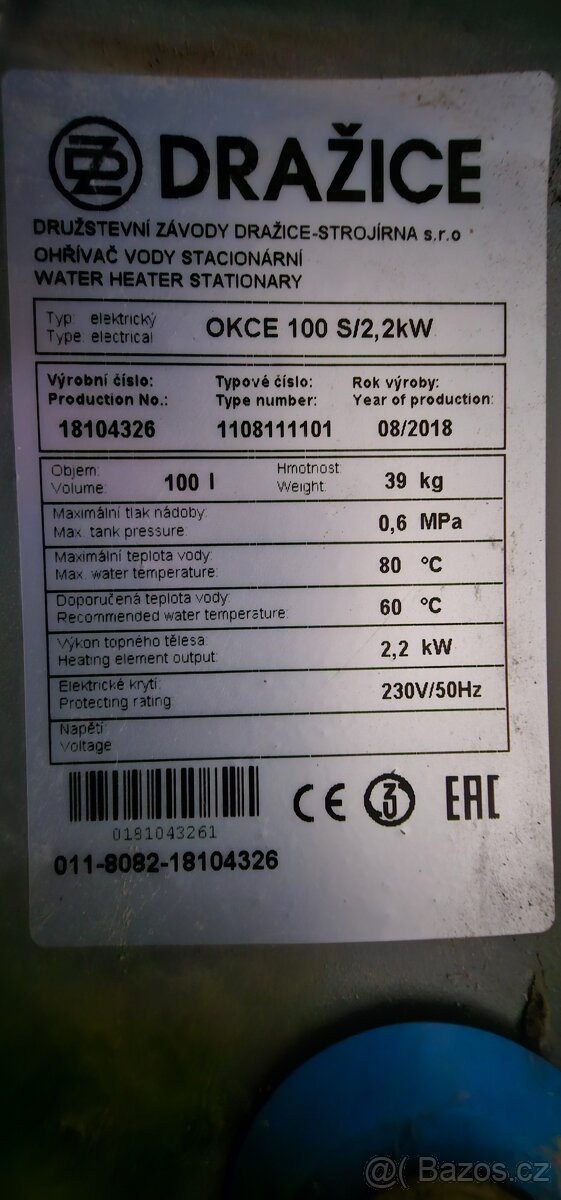 DRAŽICE
DRUŽSTEVNÍ ZÁVODY DRAŽICE-STROJÍRNA s.r.o
OHŘÍVAČ VODY STACIONÁRNÍ
WATER HEATER STATIONARY
Typ: elektrický
Type: electrical
OKCE 100 S/2,2kW
Výrobní číslo: Typové číslo: Rok výroby:
Production No.: Type number: Year of production:
18104326 1108111101 08/2018
Objem: Hmotnost:
Volume: 100 l Weight: 39 kg
Maximální tlak nádoby:
Max. tank pressure: 0,6 MPa
Maximální teplota vody:
Max. water temperature: 80 °C
Doporučená teplota vody:
Recommended water temperature: 60 °C
Výkon topného tělesa:
Heating element output: 2,2 kW
Elektrické krytí
Protecting rating 230V/50Hz
Napětí
Voltage
CE 3 EAC
0181043261
011-8082-18104326
@( Bazos.cz